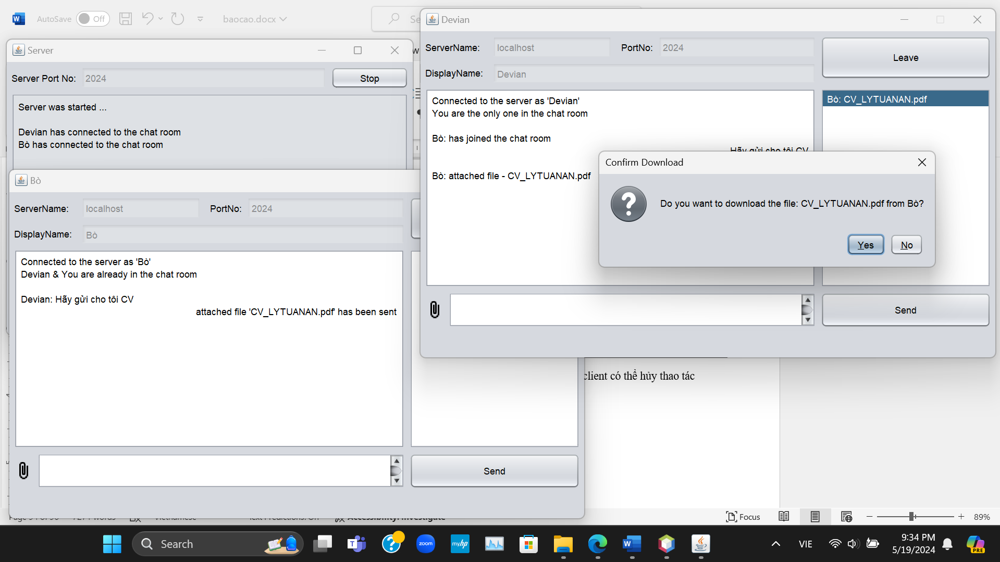 AutoSave Off baocao.docx
Server
Server Port No: 2024 Stop
Server was started ...
Devian has connected to the chat room
Bò has connected to the chat room
Bò
ServerName: localhost PortNo: 2024
DisplayName: Bò
Connected to the server as 'Bò'
Devian & You are already in the chat room
Devian: Hãy gửi cho tôi CV
attached file 'CV_LYTUANAN.pdf' has been sent
Send
Devian
ServerName: localhost PortNo: 2024
Leave
DisplayName: Devian
Connected to the server as 'Devian'
You are the only one in the chat room
Bò: has joined the chat room
Hãy gửi cho tôi CV
Bò: attached file - CV_LYTUANAN.pdf
Bò: CV_LYTUANAN.pdf
Confirm Download
Do you want to download the file: CV_LYTUANAN.pdf from Bò?
Yes No
Send
client có thể hủy thao tác
Focus 89%
Search
zoom
myhp
VIE
9:34 PM
5/19/2024
PRE